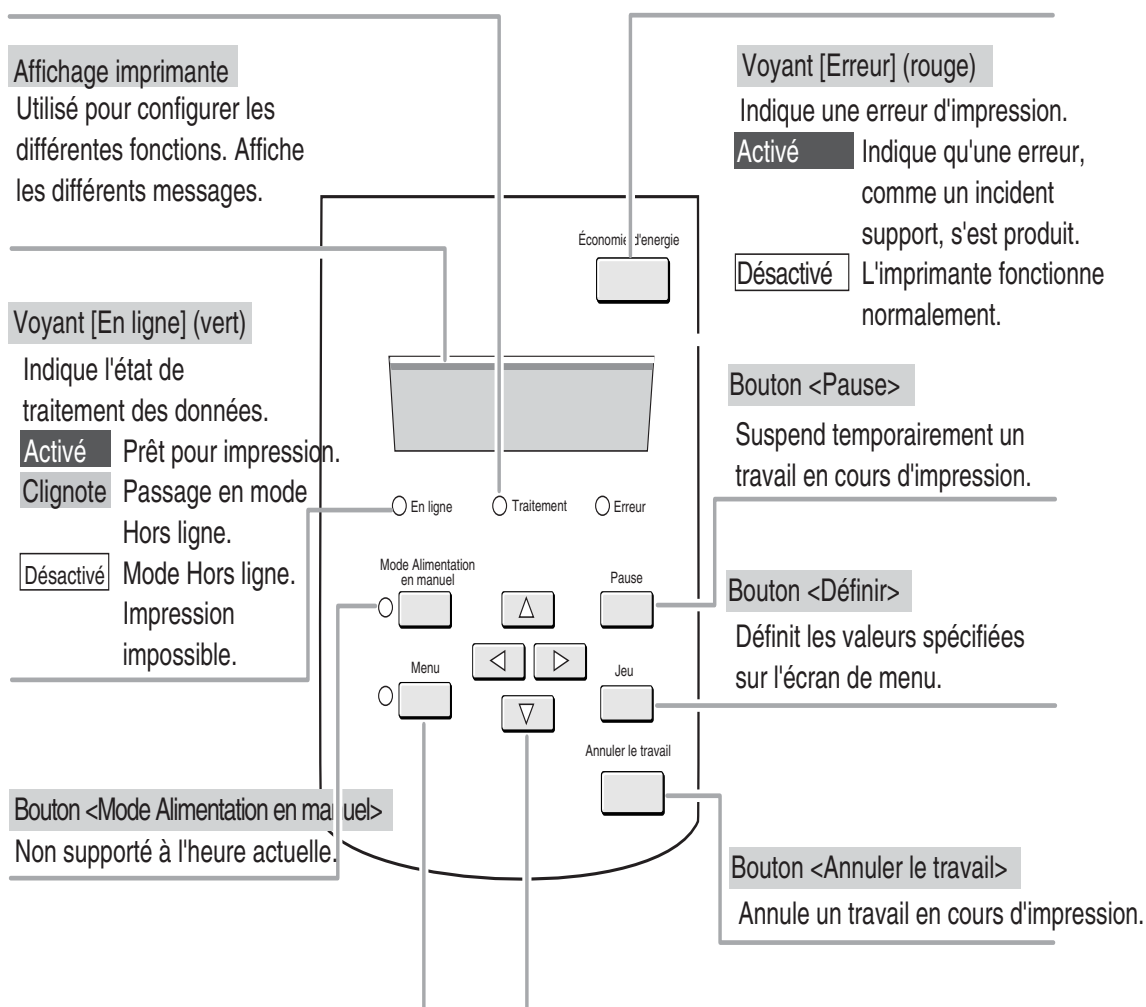 Affichage imprimante
Utilisé pour configurer les
différentes fonctions. Affiche
les différents messages.
Voyant [En ligne] (vert)
Indique l'état de
traitement des données.
Activé Prêt pour impression.
Clignote Passage en mode
Hors ligne.
Désactivé Mode Hors ligne.
Impression
impossible.
Bouton <Mode Alimentation en manuel>
Non supporté à l'heure actuelle.
Économie d'energie
En ligne
Traitement
Erreur
Mode Alimentation
en manuel
Pause
Menu
Jeu
Annuler le travail
Voyant [Erreur] (rouge)
Indique une erreur d'impression.
Activé Indique qu'une erreur,
comme un incident
support, s'est produit.
Désactivé L'imprimante fonctionne
normalement.
Bouton <Pause>
Suspend temporairement un
travail en cours d'impression.
Bouton <Définir>
Définit les valeurs spécifiées
sur l'écran de menu.
Bouton <Annuler le travail>
Annule un travail en cours d'impression.